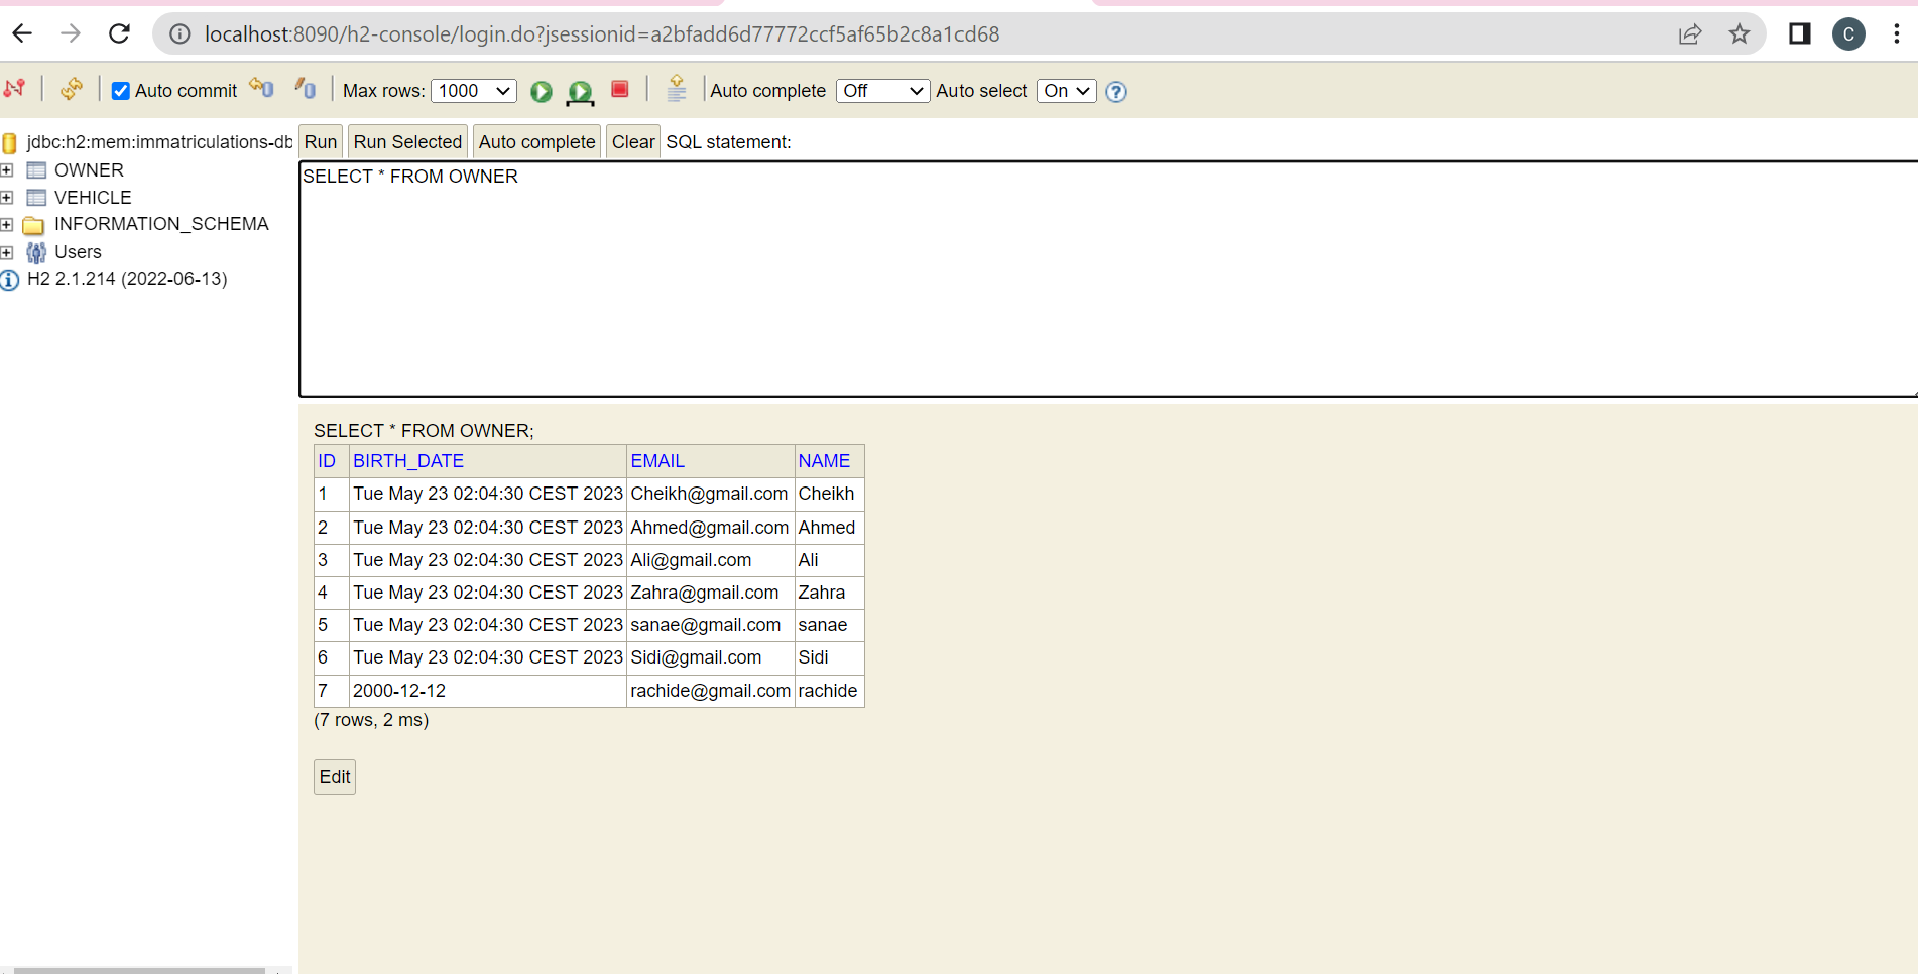 localhost:8090/h2-console/login.do?jsessionid=a2bfadd6d77772ccf5af65b2c8a1cd68
C
Auto commit Max rows: 1000 Auto complete Off Auto select On ?
jdbc:h2:mem:immatriculations-db
OWNER
VEHICLE
INFORMATION_SCHEMA
Users
H2 2.1.214 (2022-06-13)
Run Run Selected Auto complete Clear SQL statement:
SELECT * FROM OWNER
SELECT * FROM OWNER;
ID BIRTH_DATE EMAIL NAME
1 Tue May 23 02:04:30 CEST 2023 Cheikh@gmail.com Cheikh
2 Tue May 23 02:04:30 CEST 2023 Ahmed@gmail.com Ahmed
3 Tue May 23 02:04:30 CEST 2023 Ali@gmail.com Ali
4 Tue May 23 02:04:30 CEST 2023 Zahra@gmail.com Zahra
5 Tue May 23 02:04:30 CEST 2023 sanae@gmail.com sanae
6 Tue May 23 02:04:30 CEST 2023 Sidi@gmail.com Sidi
7 2000-12-12 rachide@gmail.com rachide
(7 rows, 2 ms)
Edit